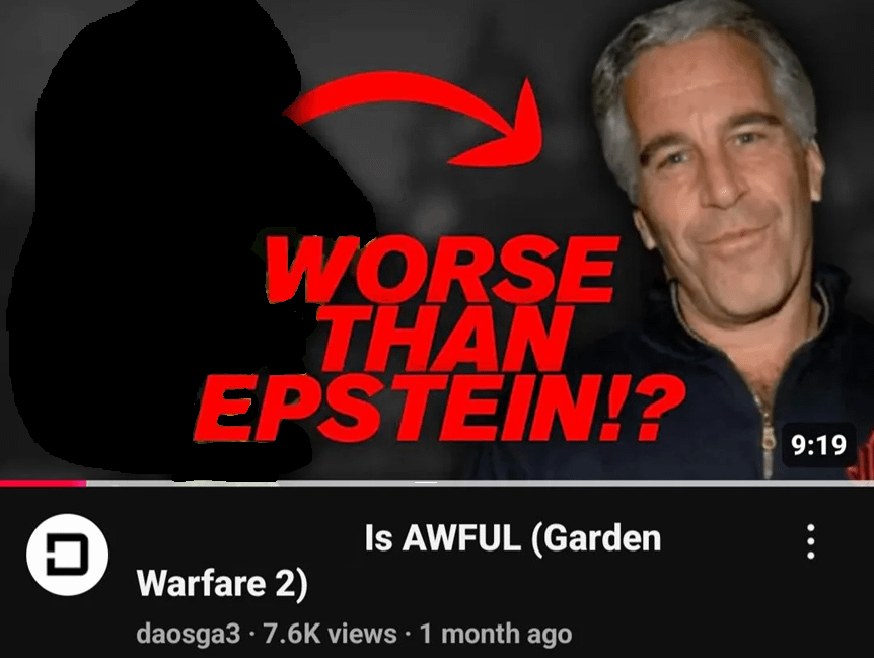 WORSE
THAN
EPSTEIN!?
9:19
Is AWFUL (Garden
Warfare 2)
daosga3 · 7.6K views · 1 month ago